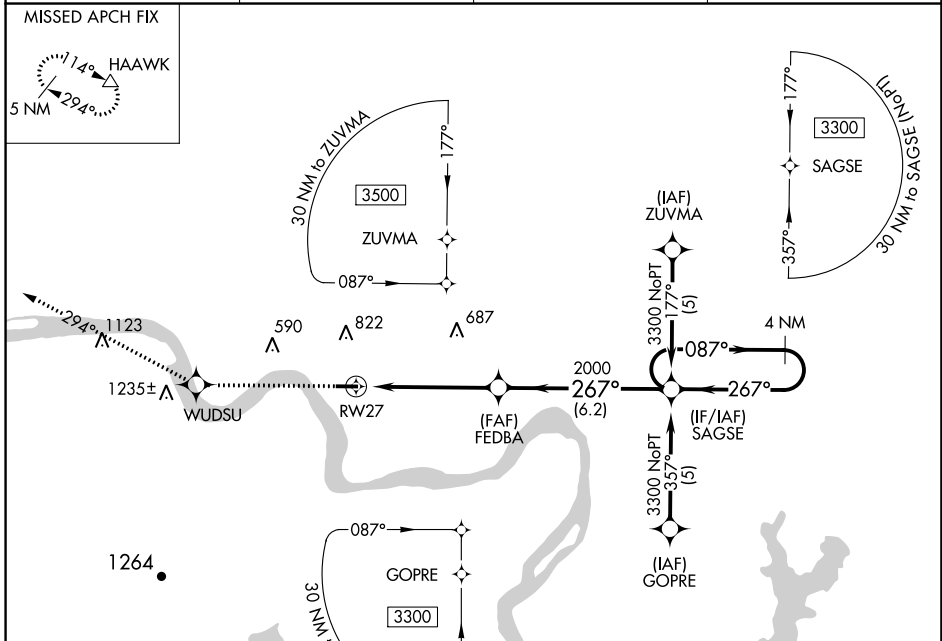 MISSED APCH FIX
114°
HAAWK
5 NM
294°
30 NM to ZUVMA
177°
3500
ZUVMA
087°
177°
3300
SAGSE
357°
30 NM to SAGSE (NoPT)
(IAF)
ZUVMA
3300 NoPT
177°
(5)
4 NM
087°
294°
1123
590
822
687
1235±
WUDSU
RW27
2000
267°
(6.2)
267°
(FAF)
FEDBA
(IF/IAF)
SAGSE
3300 NoPT
357°
(5)
(IAF)
GOPRE
087°
GOPRE
3300
30 NM
1264